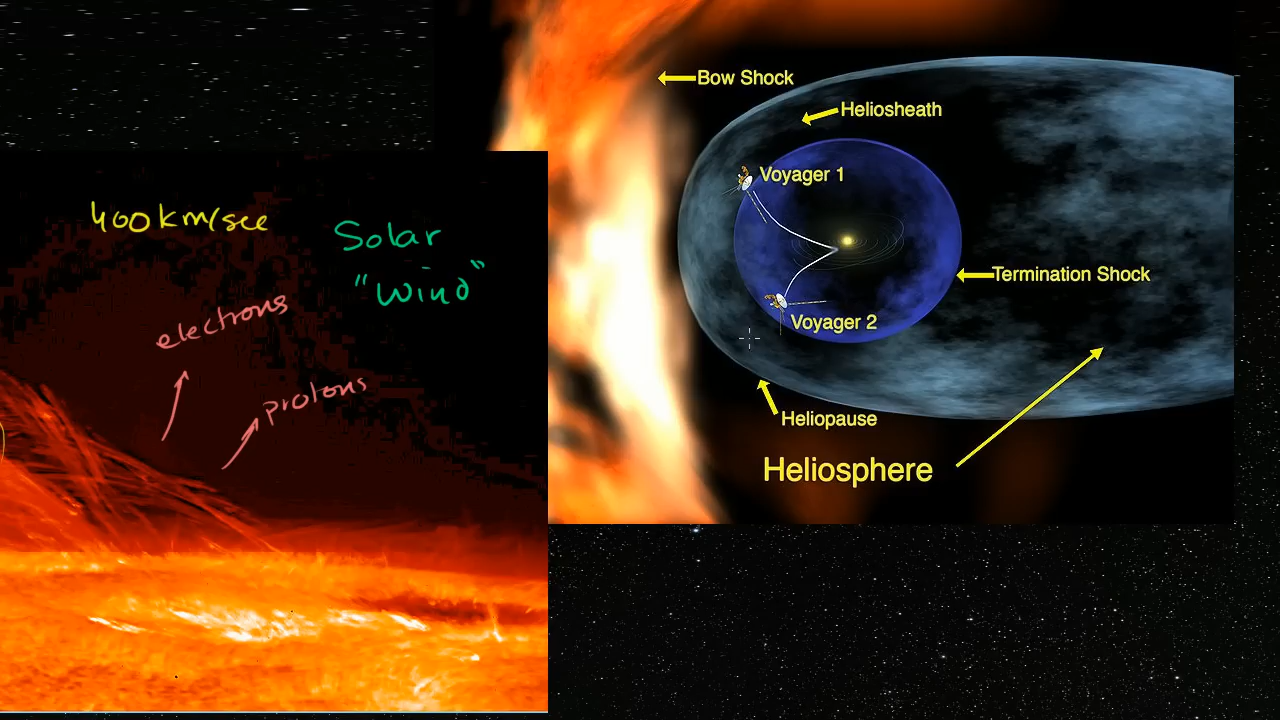 400km/sec
Solar
"Wind"
electrons
protons
Bow Shock
Heliosheath
Voyager 1
Termination Shock
Voyager 2
Heliopause
Heliosphere